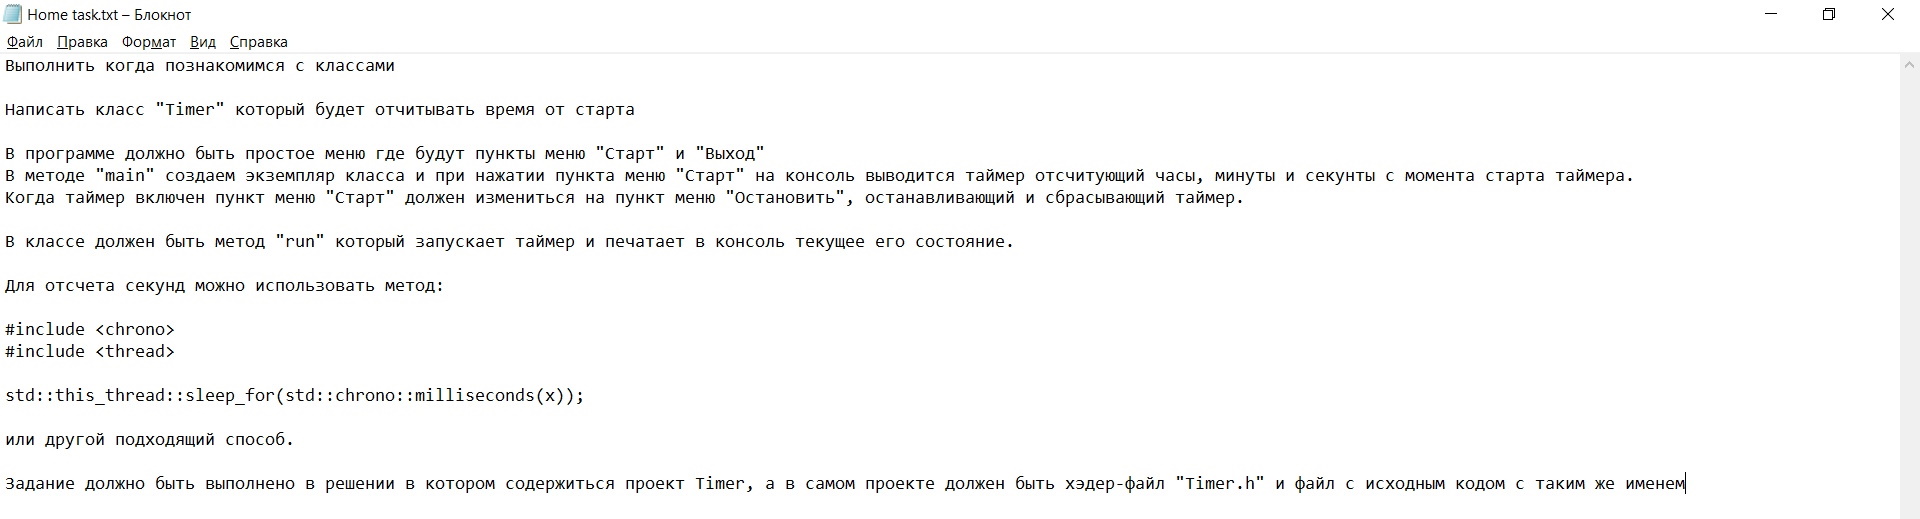 Home task.txt – Блокнот
Файл Правка Формат Вид Справка
Выполнить когда познакомимся с классами
Написать класс "Timer" который будет отчитывать время от старта
В программе должно быть простое меню где будут пункты меню "Старт" и "Выход"
В методе "main" создаем экземпляр класса и при нажатии пункта меню "Старт" на консоль выводится таймер отсчитующий часы, минуты и секунты с момента старта таймера.
Когда таймер включен пункт меню "Старт" должен измениться на пункт меню "Остановить", останавливающий и сбрасывающий таймер.
В классе должен быть метод "run" который запускает таймер и печатает в консоль текущее его состояние.
Для отсчета секунд можно использовать метод:
#include <chrono>
#include <thread>
std::this_thread::sleep_for(std::chrono::milliseconds(x));
или другой подходящий способ.
Задание должно быть выполнено в решении в котором содержиться проект Timer, а в самом проекте должен быть хэдер-файл "Timer.h" и файл с исходным кодом с таким же именем